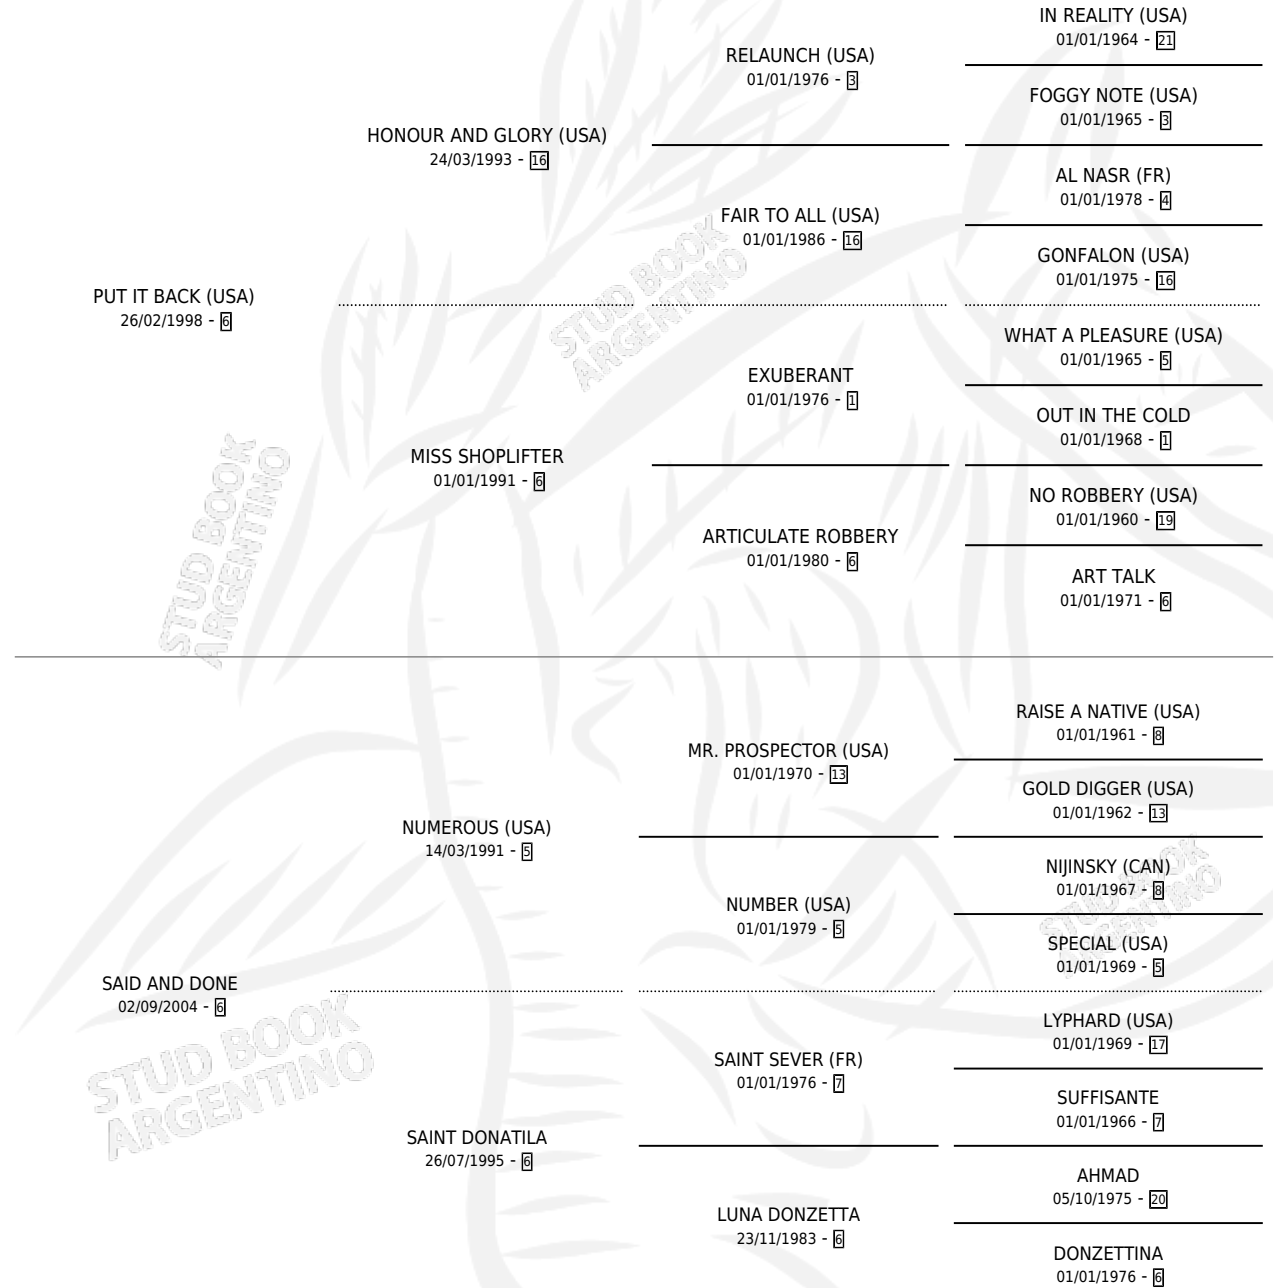 IN REALITY (USA)
01/01/1964 - 21
RELAUNCH (USA)
01/01/1976 - 3
FOGGY NOTE (USA)
01/01/1965 - 3
HONOUR AND GLORY (USA)
24/03/1993 - 16
AL NASR (FR)
01/01/1978 - 4
FAIR TO ALL (USA)
01/01/1986 - 16
GONFALON (USA)
01/01/1975 - 16
PUT IT BACK (USA)
26/02/1998 - 6
STUD BOOK
ARGENTINO
WHAT A PLEASURE (USA)
01/01/1965 - 5
EXUBERANT
01/01/1976 - 1
OUT IN THE COLD
01/01/1968 - 1
MISS SHOPLIFTER
01/01/1991 - 6
NO ROBBERY (USA)
01/01/1960 - 19
ARTICULATE ROBBERY
01/01/1980 - 6
ART TALK
01/01/1971 - 6
STUD BOOK
ARGENTINO
RAISE A NATIVE (USA)
01/01/1961 - 8
MR. PROSPECTOR (USA)
01/01/1970 - 13
GOLD DIGGER (USA)
01/01/1962 - 13
NUMEROUS (USA)
14/03/1991 - 5
NIJINSKY (CAN)
01/01/1967 - 8
NUMBER (USA)
01/01/1979 - 5
STUD BOOK
ARGENTINO
SPECIAL (USA)
01/01/1969 - 5
SAID AND DONE
02/09/2004 - 6
LYPHARD (USA)
01/01/1969 - 17
SAINT SEVER (FR)
01/01/1976 - 7
STUD BOOK
ARGENTINO
SUFFISANTE
01/01/1966 - 7
SAINT DONATILA
26/07/1995 - 6
AHMAD
05/10/1975 - 20
LUNA DONZETTA
23/11/1983 - 6
DONZETTINA
01/01/1976 - 6